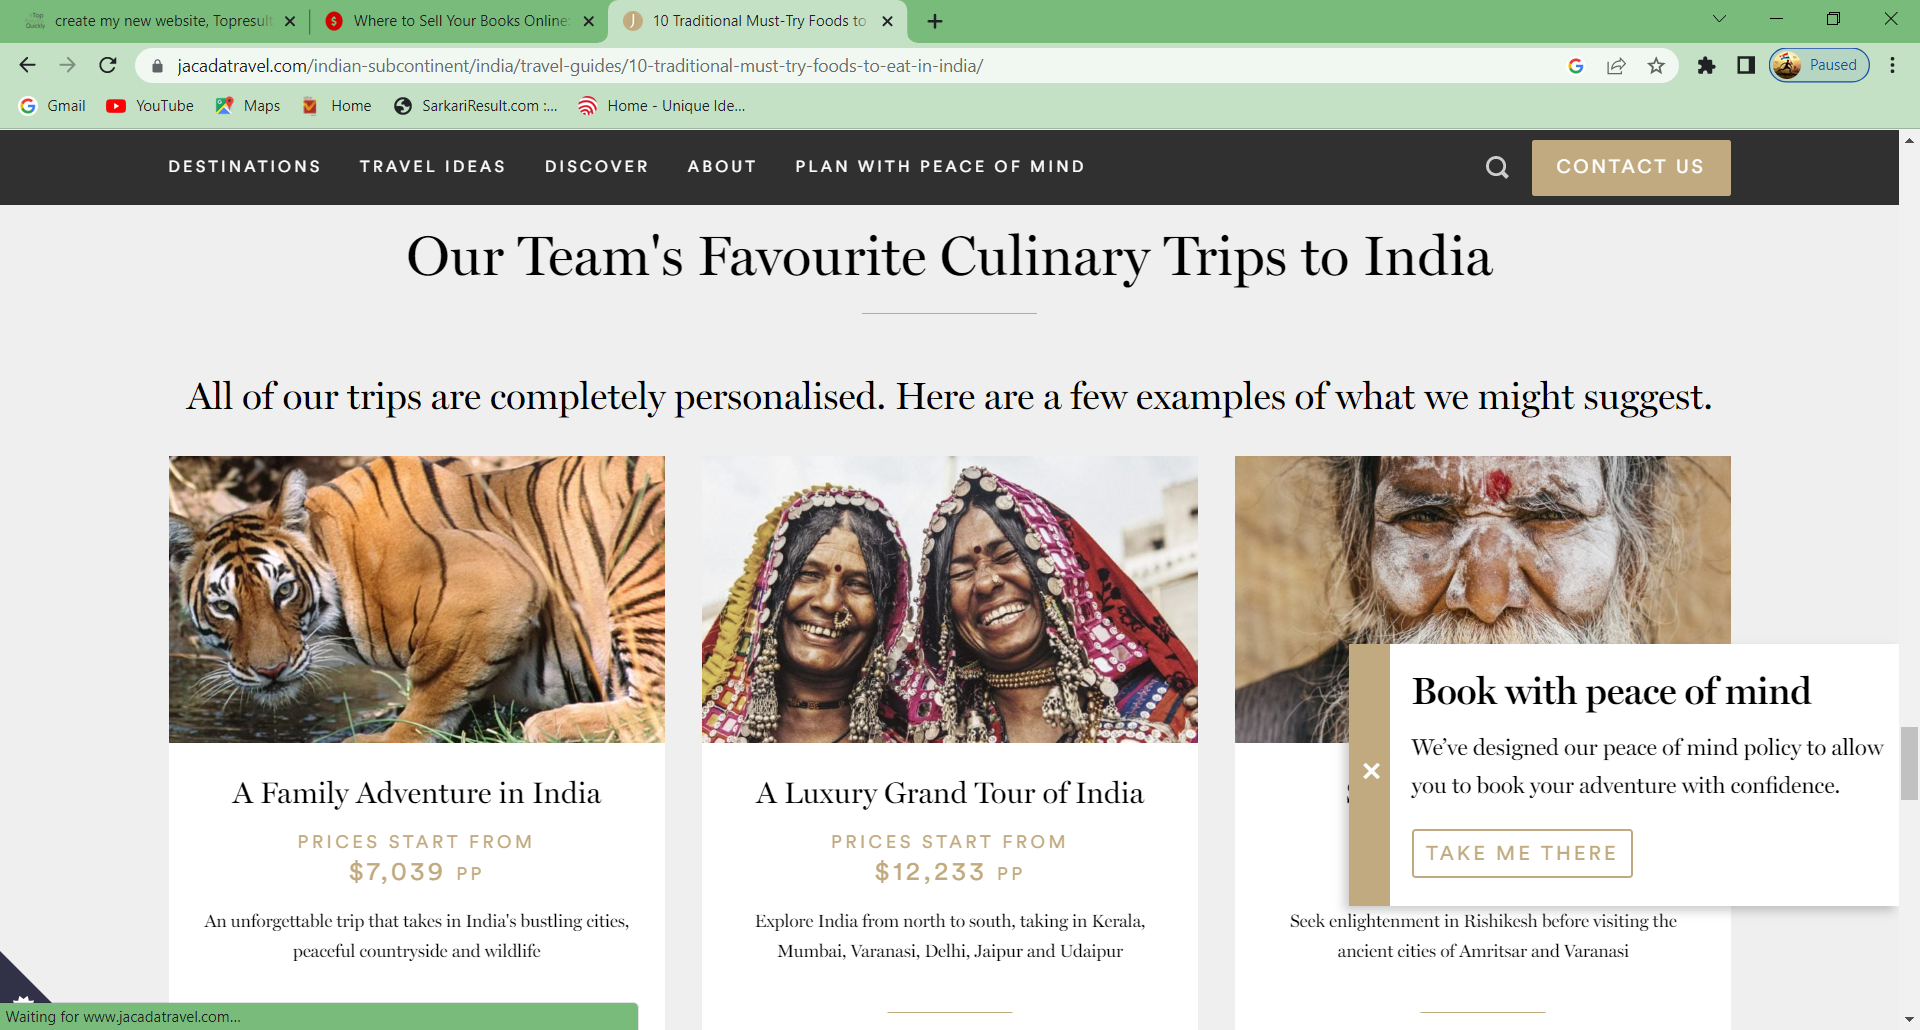 create my new website, Topresult
Where to Sell Your Books Online:
10 Traditional Must-Try Foods to
jacadatravel.com/indian-subcontinent/india/travel-guides/10-traditional-must-try-foods-to-eat-in-india/
Paused
Gmail
YouTube
Maps
Home
SarkariResult.com :...
Home - Unique Ide...
DESTINATIONS
TRAVEL IDEAS
DISCOVER
ABOUT
PLAN WITH PEACE OF MIND
CONTACT US
Our Team's Favourite Culinary Trips to India
All of our trips are completely personalised. Here are a few examples of what we might suggest.
A Family Adventure in India
PRICES START FROM
$7,039 PP
An unforgettable trip that takes in India's bustling cities,
peaceful countryside and wildlife
A Luxury Grand Tour of India
PRICES START FROM
$12,233 PP
Explore India from north to south, taking in Kerala,
Mumbai, Varanasi, Delhi, Jaipur and Udaipur
Seek enlightenment in Rishikesh before visiting the
ancient cities of Amritsar and Varanasi
Book with peace of mind
We’ve designed our peace of mind policy to allow
you to book your adventure with confidence.
TAKE ME THERE
Waiting for www.jacadatravel.com...